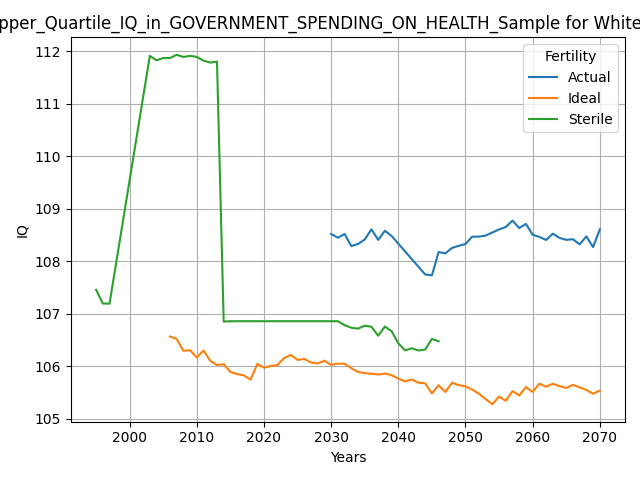 pper_Quartile_IQ_in_GOVERNMENT_SPENDING_ON_HEALTH_Sample for White
Fertility
Actual
Ideal
Sterile
IQ
112
111
110
109
108
107
106
105
2000 2010 2020 2030 2040 2050 2060 2070
Years